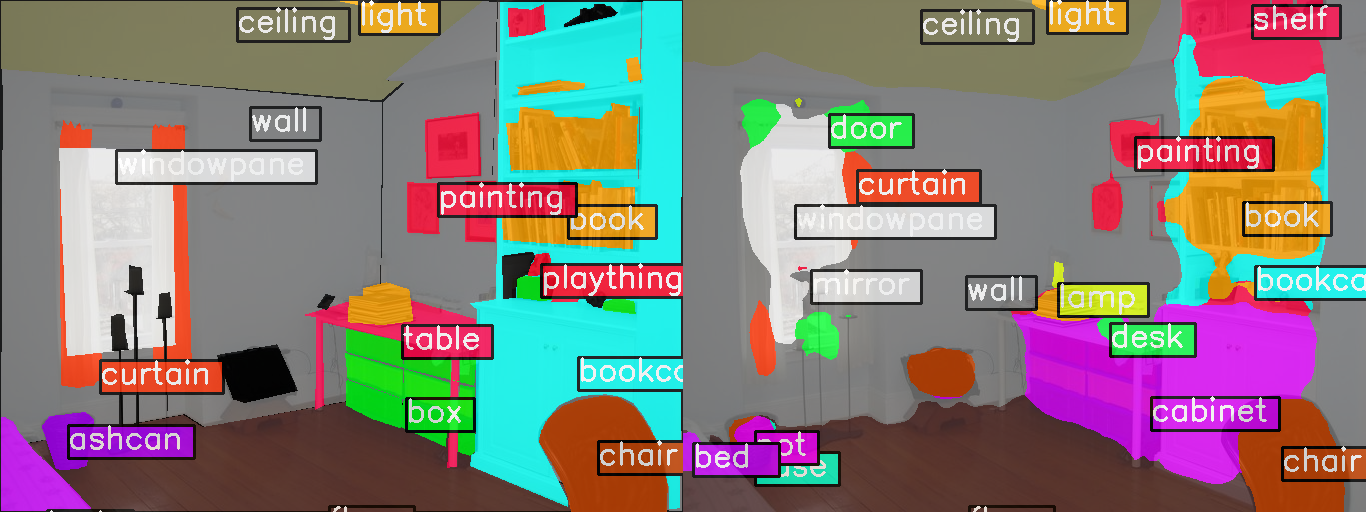 ceiling
light
wall
windowpane
painting
book
plaything
table
curtain
bookca
box
ashcan
chair
ceiling
light
shelf
door
painting
curtain
windowpane
book
mirror
wall
lamp
bookca
desk
cabinet
bed
chair